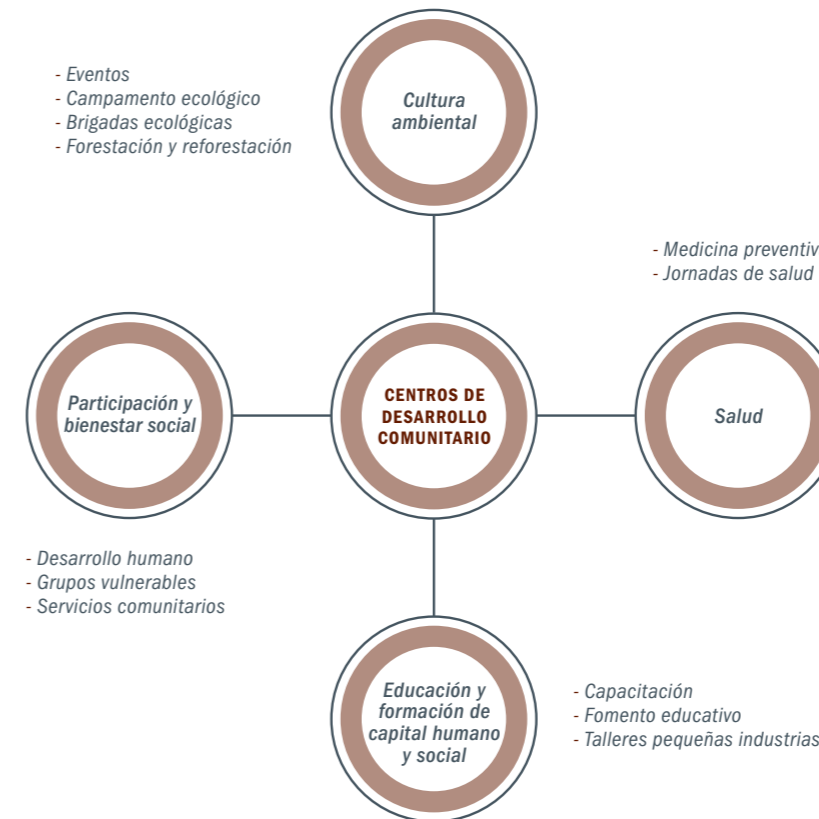 - Eventos
- Campamento ecológico
- Brigadas ecológicas
- Forestación y reforestación
Cultura
ambiental
- Medicina preventiv
- Jornadas de salud
Participación y
bienestar social
CENTROS DE
DESARROLLO
COMUNITARIO
Salud
- Desarrollo humano
- Grupos vulnerables
- Servicios comunitarios
Educación y
formación de
capital humano
y social
- Capacitación
- Fomento educativo
- Talleres pequeñas industrias